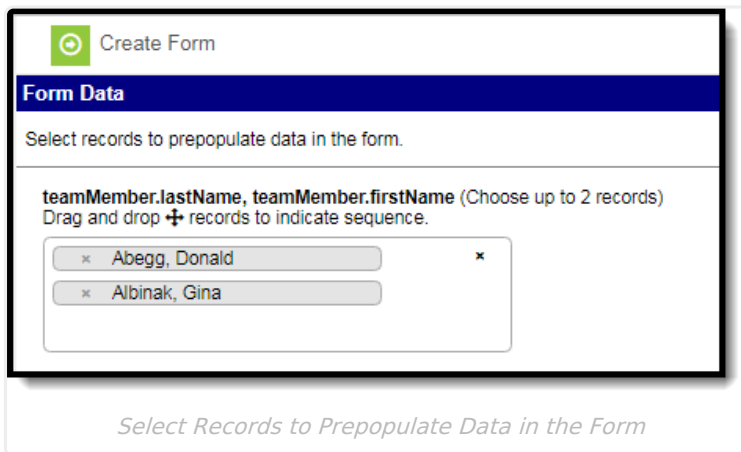 Create Form
Form Data
Select records to prepopulate data in the form.
teamMember.lastName, teamMember.firstName (Choose up to 2 records)
Drag and drop records to indicate sequence.
× Abegg, Donald ×
× Albinak, Gina
Select Records to Prepopulate Data in the Form